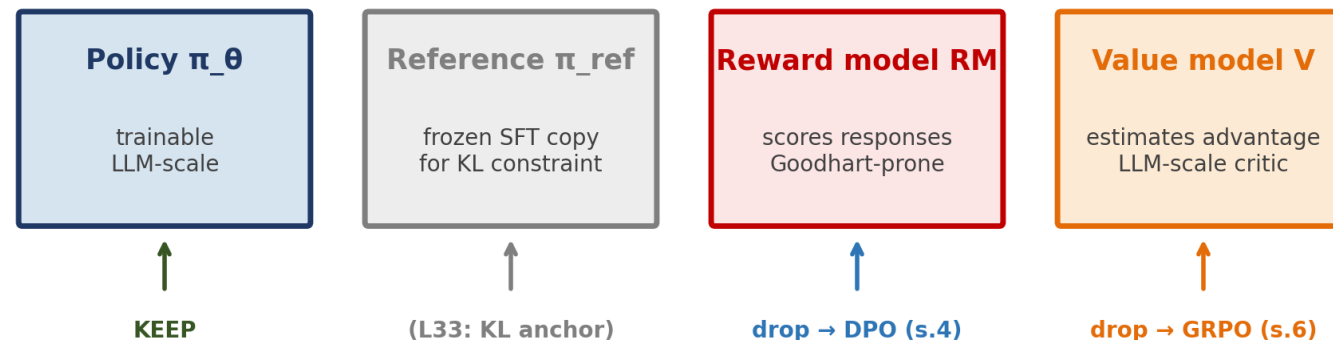 Policy π_θ
trainable
LLM-scale
KEEP
Reference π_ref
frozen SFT copy
for KL constraint
(L33: KL anchor)
Reward model RM
scores responses
Goodhart-prone
drop → DPO (s.4)
Value model V
estimates advantage
LLM-scale critic
drop → GRPO (s.6)